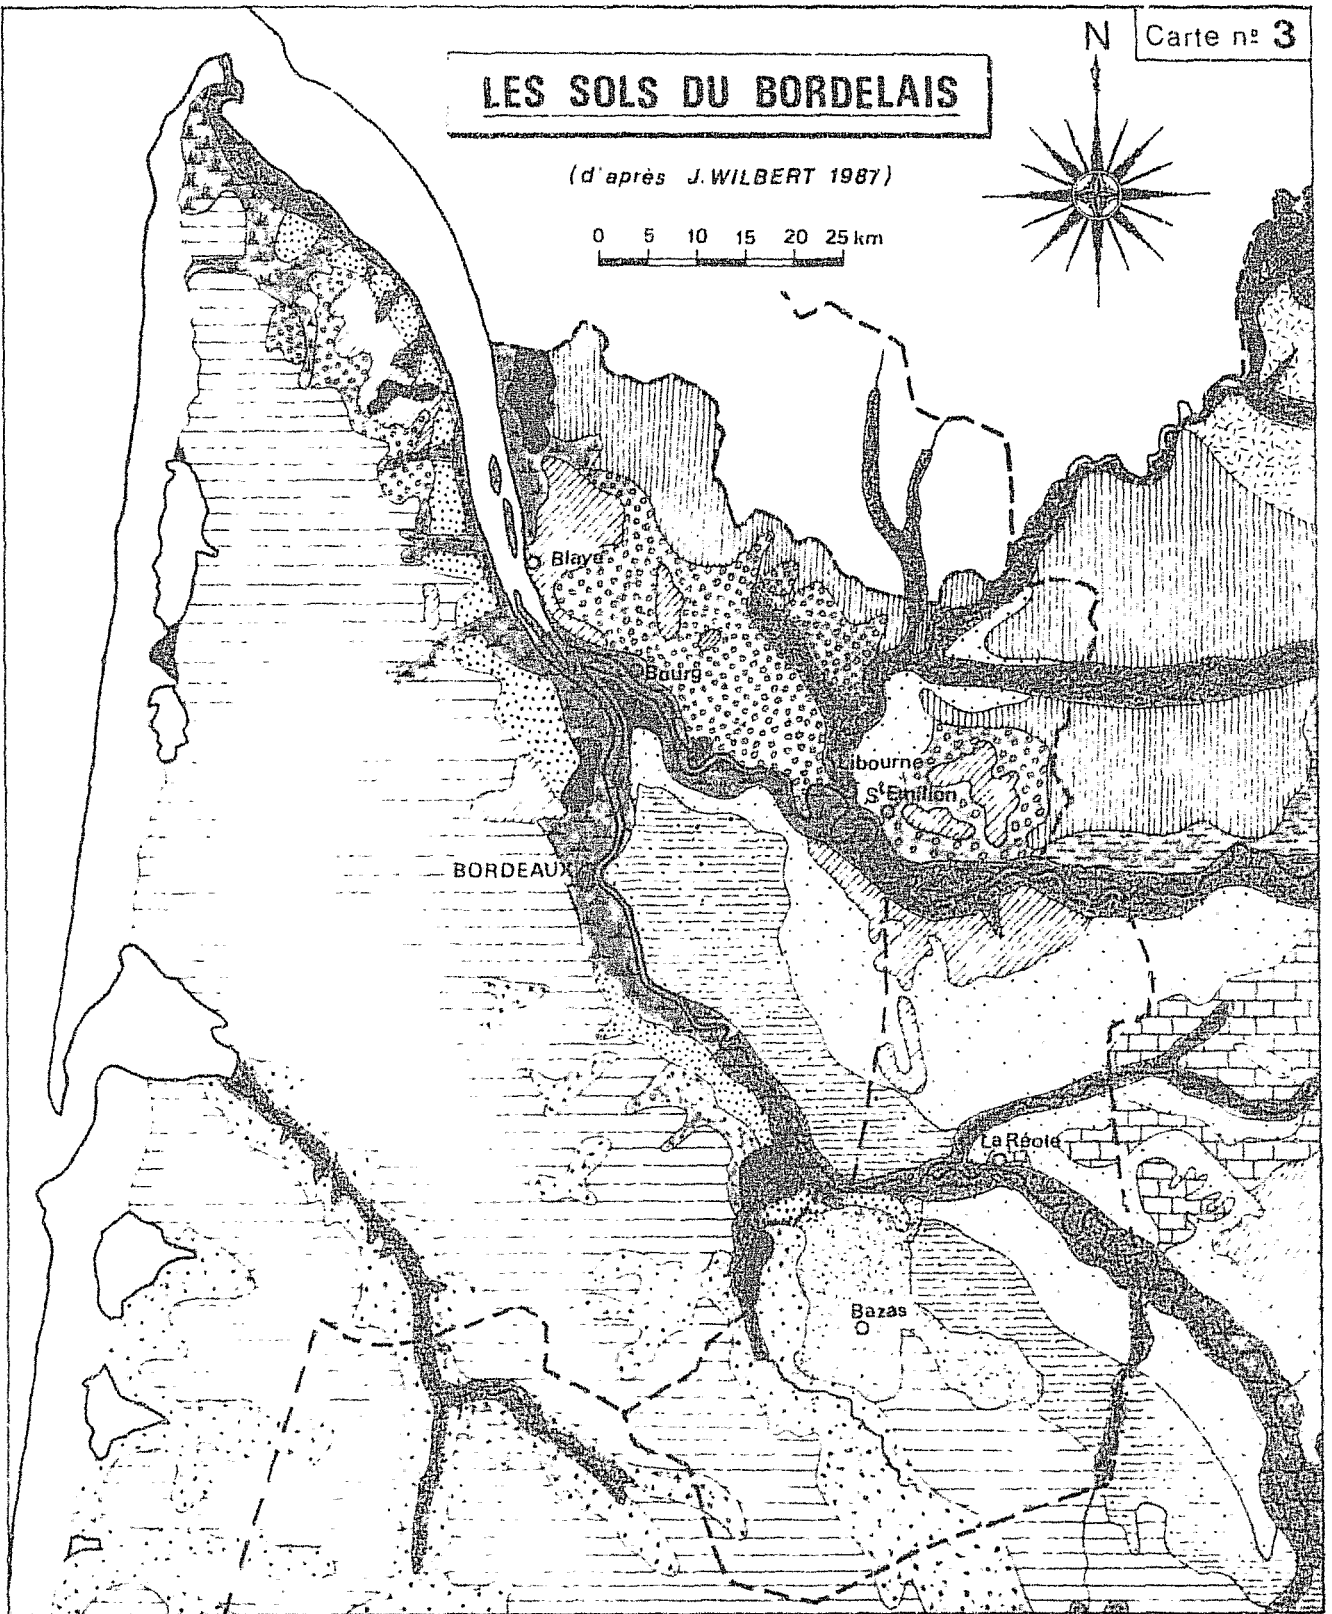 N
Carte nº 3
LES SOLS DU BORDELAIS
(d'après J. WILBERT 1987)
0 5 10 15 20 25 km
Blaye
Bourg
Libourne
St Emilion
BORDEAUX
La Réole
Bazas